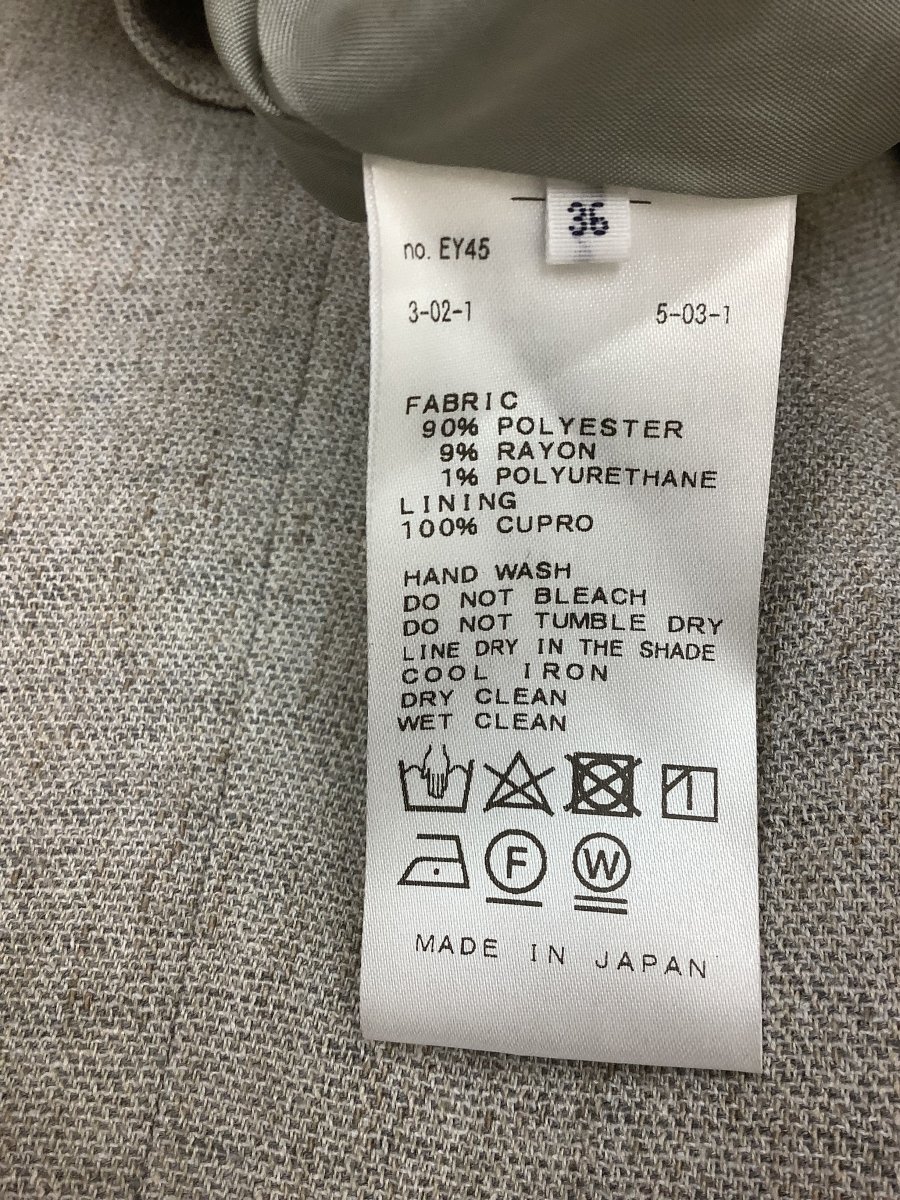 36
no. EY45
3-02-1 5-03-1
FABRIC
90% POLYESTER
9% RAYON
1% POLYURETHANE
LINING
100% CUPRO
HAND WASH
DO NOT BLEACH
DO NOT TUMBLE DRY
LINE DRY IN THE SHADE
COOL IRON
DRY CLEAN
WET CLEAN
F W
MADE IN JAPAN